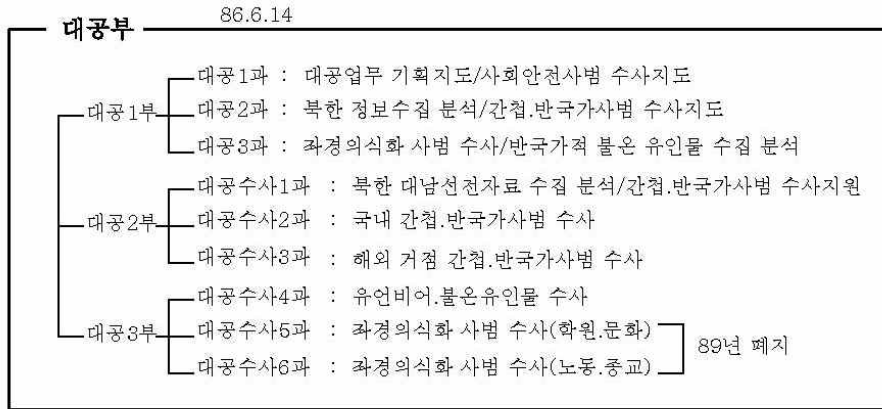 86.6.14
대공부
대공1부
대공1과 : 대공업무 기획지도/사회안전사범 수사지도
대공2과 : 북한 정보수집 분석/간첩.반국가사범 수사지도
대공3과 : 좌경의식화 사범 수사/반국가적 불온 유인물 수집 분석
대공2부
대공수사1과 : 북한 대남선전자료 수집 분석/간첩.반국가사범 수사지원
대공수사2과 : 국내 간첩.반국가사범 수사
대공수사3과 : 해외 거점 간첩.반국가사범 수사
대공3부
대공수사4과 : 유언비어.불온유인물 수사
대공수사5과 : 좌경의식화 사범 수사(학원.문화)
대공수사6과 : 좌경의식화 사범 수사(노동.종교)
89년 폐지